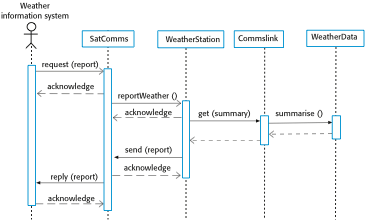 Weather
information system
SatComms
WeatherStation
Commslink
WeatherData
request (report)
acknowledge
reportWeather ()
acknowledge
get (summary)
summarise ()
send (report)
reply (report)
acknowledge
acknowledge